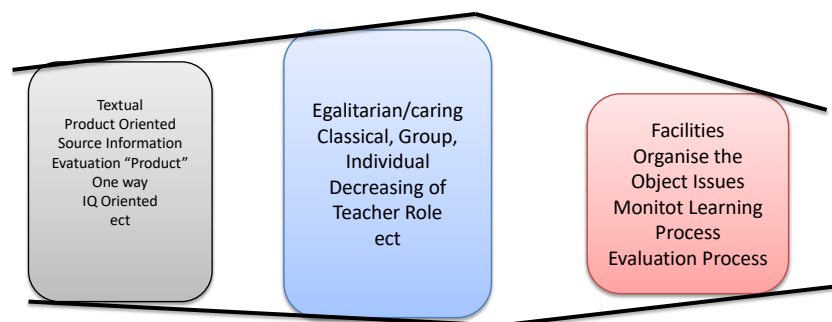 Textual
Product Oriented
Source Information
Evatuation “Product”
One way
IQ Oriented
ect
Egalitarian/caring
Classical, Group,
Individual
Decreasing of
Teacher Role
ect
Facilities
Organise the
Object Issues
Monitot Learning
Process
Evaluation Process